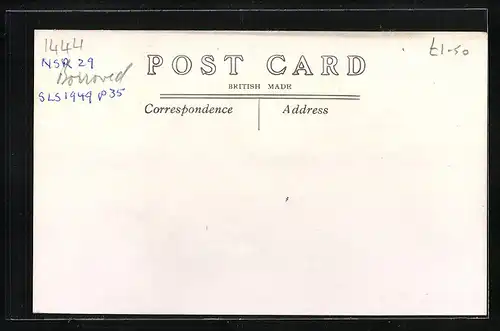 1444
NSR 29
Borrowed
SLS 1949 p35
£1-50
POST CARD
BRITISH MADE
Correspondence
Address